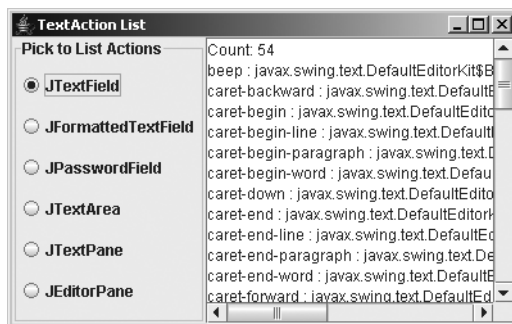 TextAction List
Pick to List Actions
JTextField
JFormattedTextField
JPasswordField
JTextArea
JTextPane
JEditorPane
Count: 54
beep : javax.swing.text.DefaultEditorKit$B
caret-backward : javax.swing.text.DefaultE
caret-begin : javax.swing.text.DefaultEdito
caret-begin-line : javax.swing.text.Default
caret-begin-paragraph : javax.swing.text.D
caret-begin-word : javax.swing.text.Defau
caret-down : javax.swing.text.DefaultEdito
caret-end : javax.swing.text.DefaultEditorK
caret-end-line : javax.swing.text.DefaultEd
caret-end-paragraph : javax.swing.text.De
caret-end-word : javax.swing.text.DefaultE
caret-forward : javax.swing.text.DefaultEd